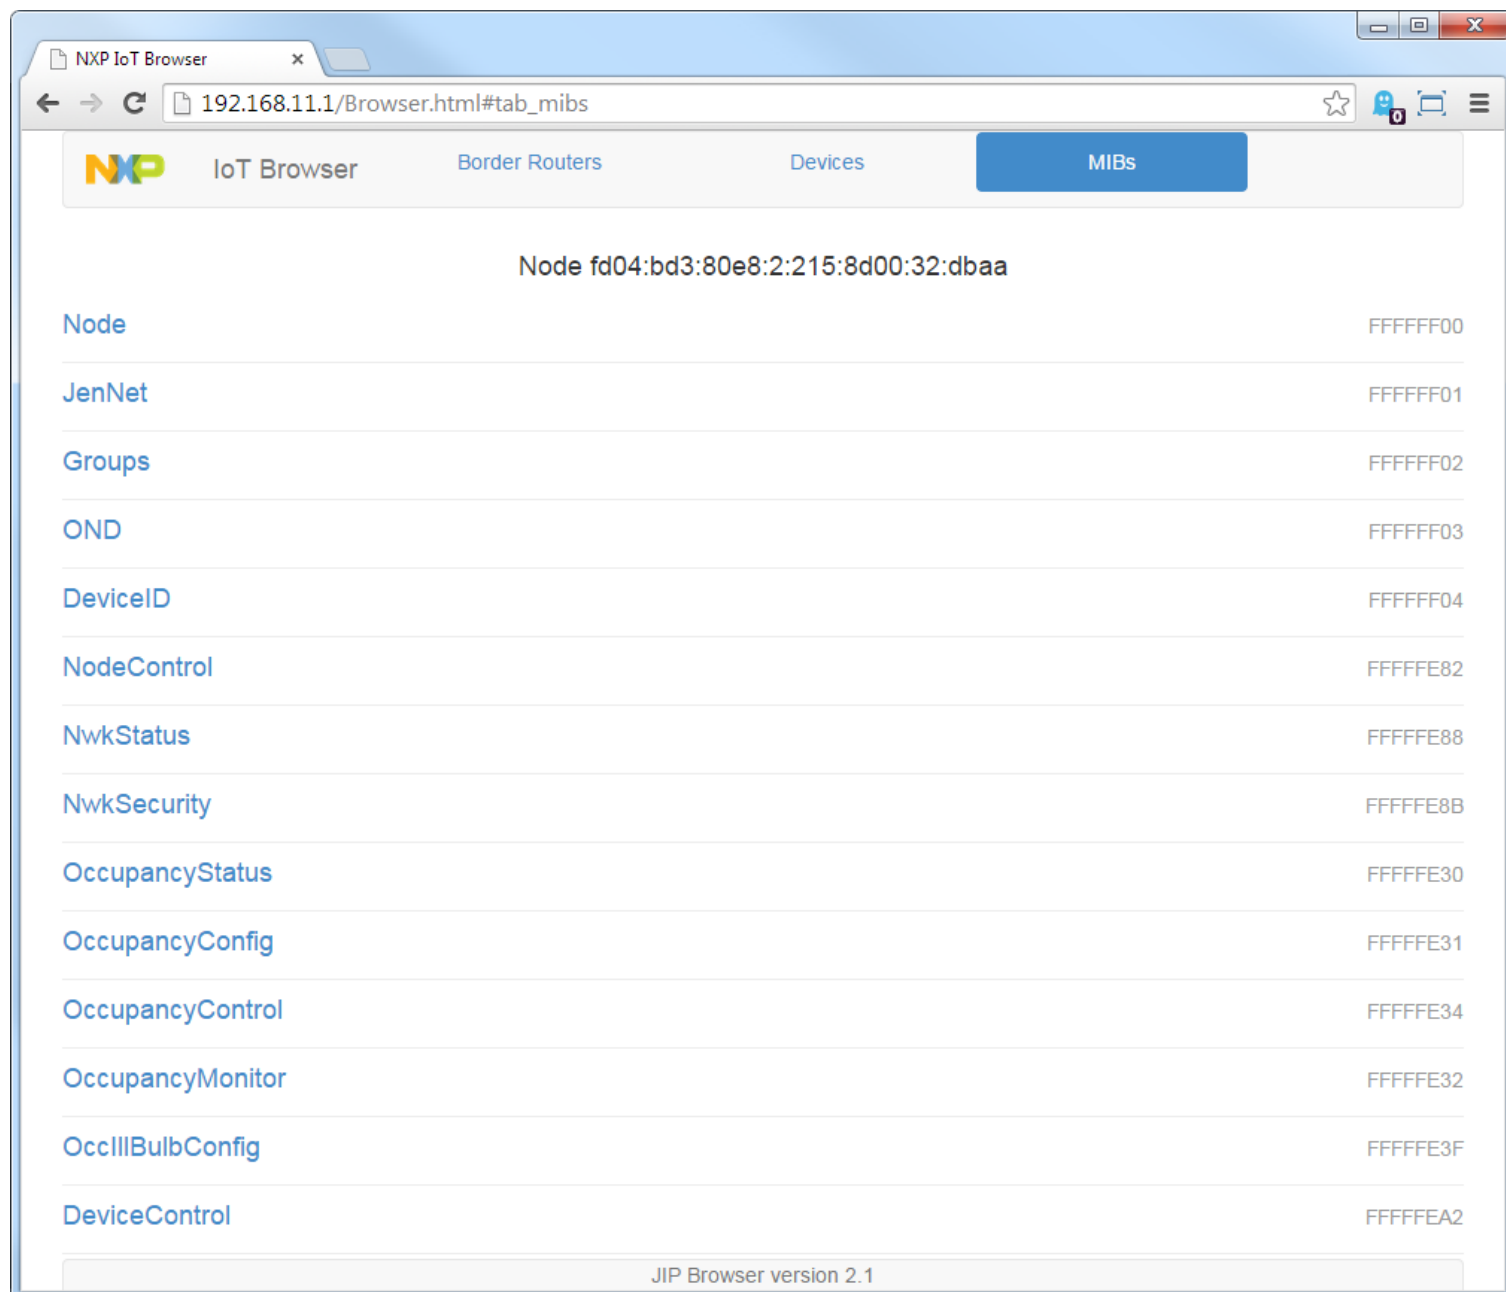 NXP IoT Browser
192.168.11.1/Browser.html#tab_mibs
0
NXP IoT Browser Border Routers Devices MIBs
Node fd04:bd3:80e8:2:215:8d00:32:dbaa
Node FFFFFF00
JenNet FFFFFF01
Groups FFFFFF02
OND FFFFFF03
DeviceID FFFFFF04
NodeControl FFFFFE82
NwkStatus FFFFFE88
NwkSecurity FFFFFE8B
OccupancyStatus FFFFFE30
OccupancyConfig FFFFFE31
OccupancyControl FFFFFE34
OccupancyMonitor FFFFFE32
OccIllBulbConfig FFFFFE3F
DeviceControl FFFFFEA2
JIP Browser version 2.1